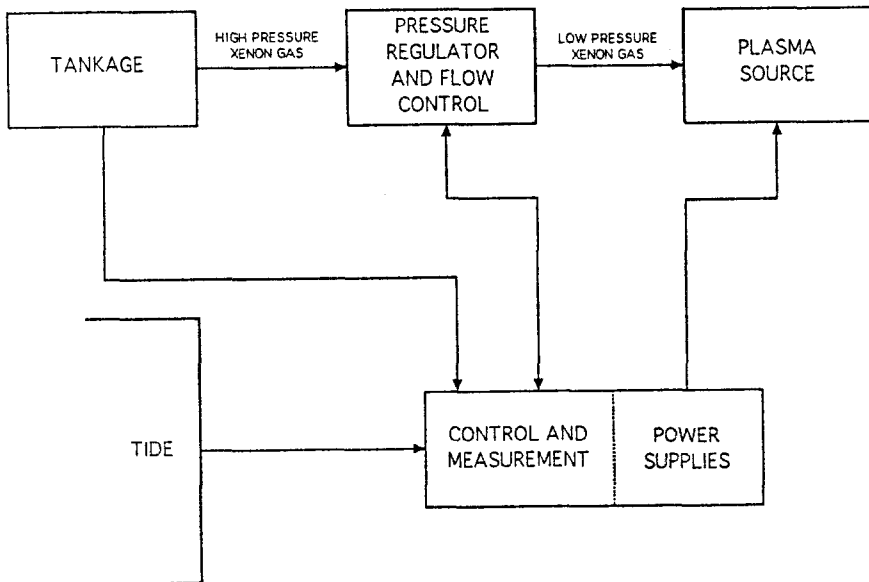 TANKAGE
HIGH PRESSURE
XENON GAS
PRESSURE
REGULATOR
AND FLOW
CONTROL
LOW PRESSURE
XENON GAS
PLASMA
SOURCE
TIDE
CONTROL AND
MEASUREMENT
POWER
SUPPLIES